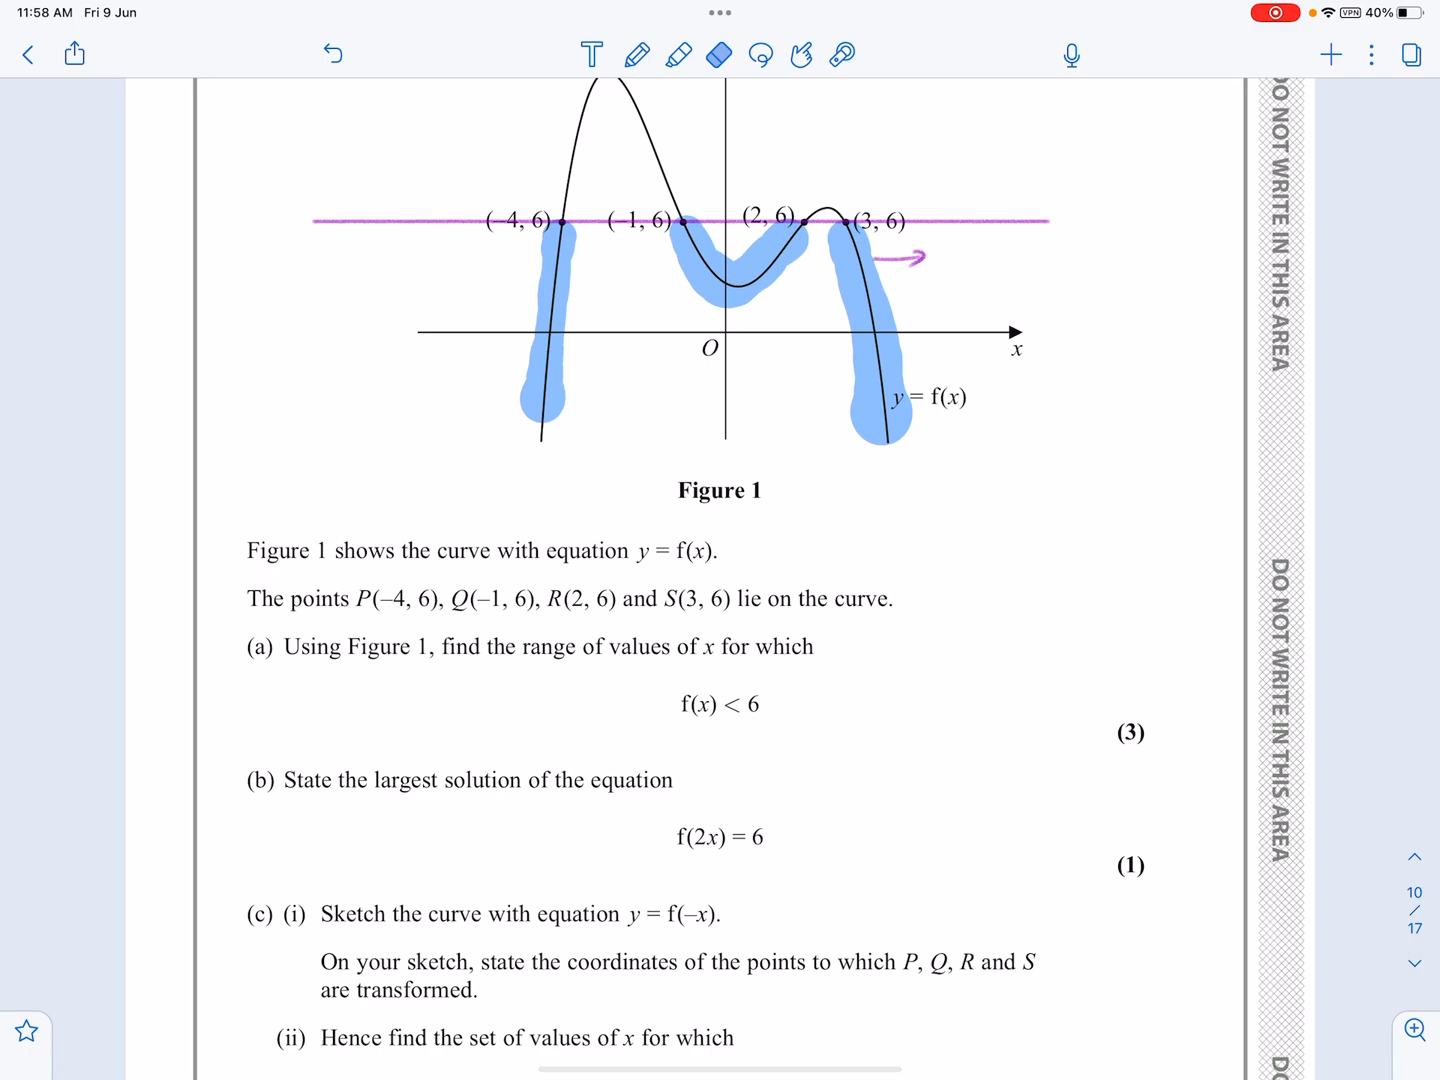 11:58 AM Fri 9 Jun
VPN 40%
(–4, 6) (–1, 6) (2, 6) (3, 6)
O
x
y = f(x)
Figure 1
Figure 1 shows the curve with equation y = f(x).
The points P(–4, 6), Q(–1, 6), R(2, 6) and S(3, 6) lie on the curve.
(a) Using Figure 1, find the range of values of x for which
f(x) < 6
(3)
(b) State the largest solution of the equation
f(2x) = 6
(1)
(c) (i) Sketch the curve with equation y = f(–x).
On your sketch, state the coordinates of the points to which P, Q, R and S
are transformed.
(ii) Hence find the set of values of x for which
DO NOT WRITE IN THIS AREA
DO NOT WRITE IN THIS AREA
DO
10
/
17